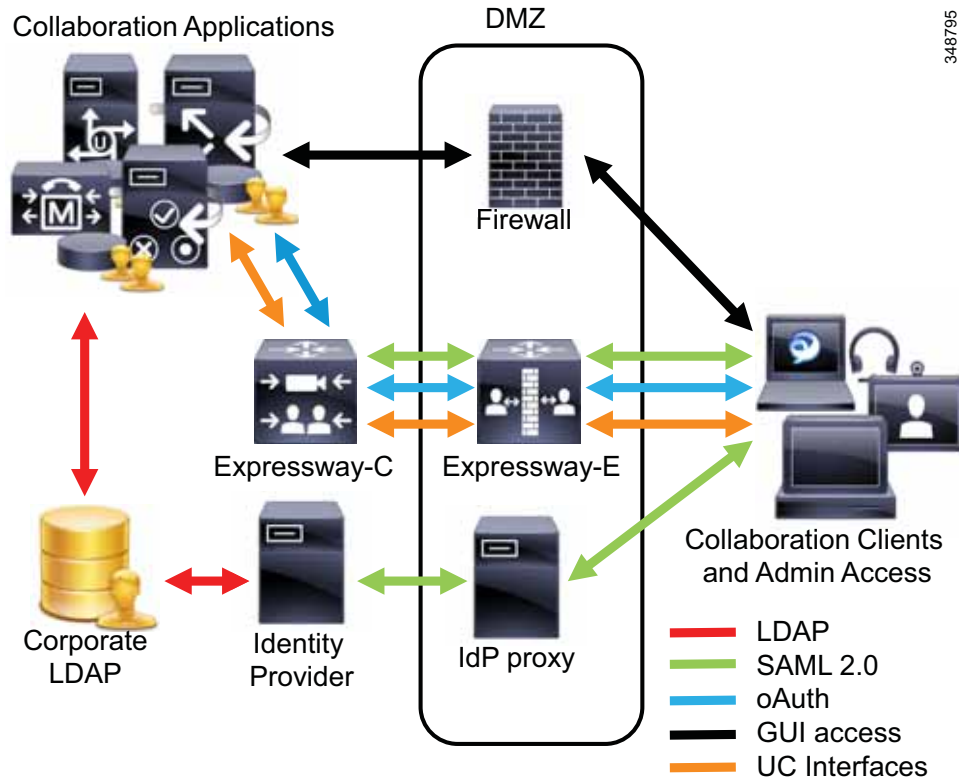 Collaboration Applications
DMZ
348795
U
M
Firewall
Expressway-C
Expressway-E
Collaboration Clients
and Admin Access
Corporate
LDAP
Identity
Provider
IdP proxy
LDAP
SAML 2.0
oAuth
GUI access
UC Interfaces